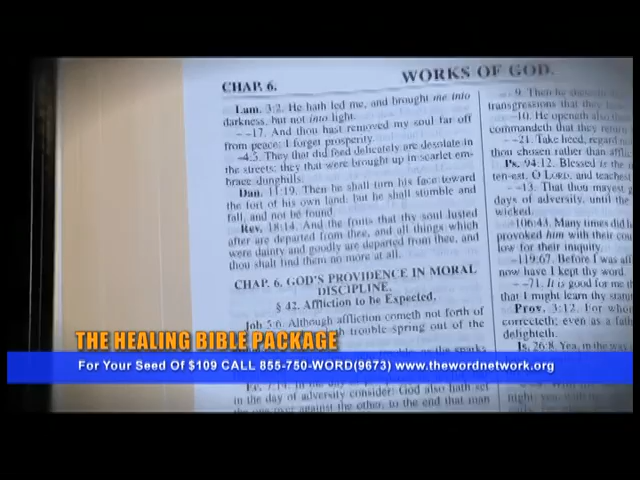 CHAP. 6.
WORKS OF GOD.
Lam. 3:2. He hath led me, and brought me into
darkness, but not into light.
--17. And thou hast removed my soul far off
from peace; I forget prosperity.
-4:5. They that did feed delicately are desolate in
the streets; they that were brought up in scarlet em-
brace dunghills.
Dan. 11:19. Then he shall turn his face toward
the fort of his own land: but he shall stumble and
fall, and not be found.
Rev. 18:14. And the fruits that thy soul lusted
after are departed from thee, and all things which
were dainty and goodly are departed from thee, and
thou shalt find them no more at all.
CHAP. 6. GOD'S PROVIDENCE IN MORAL
DISCIPLINE.
§ 42. Affliction to be Expected.
Job 5:6. Although affliction cometh not forth of
trouble spring out of the
the sparks
in the day of adversity consider: God also hath set
the one over against the other, to the end that man
-9. Then he
transgressions that they
-10. He openeth also
commandeth that they return
-21. Take heed, regard
thou chosen rather than
Ps. 94:12. Blessed is the
O LORD, and teachest
-13. That thou mayest
days of adversity, until the
wicked.
-106:43. Many times did
provoked him with their
low for their iniquity.
-119:67. Before I was
now have I kept thy word.
-71. It is good for me
that I might learn thy
Prov. 3:12. For whom
correcteth; even as a
delighteth.
Is. 26:8. Yea, in the way
THE HEALING BIBLE PACKAGE
For Your Seed Of $109 CALL 855-750-WORD(9673) www.thewordnetwork.org